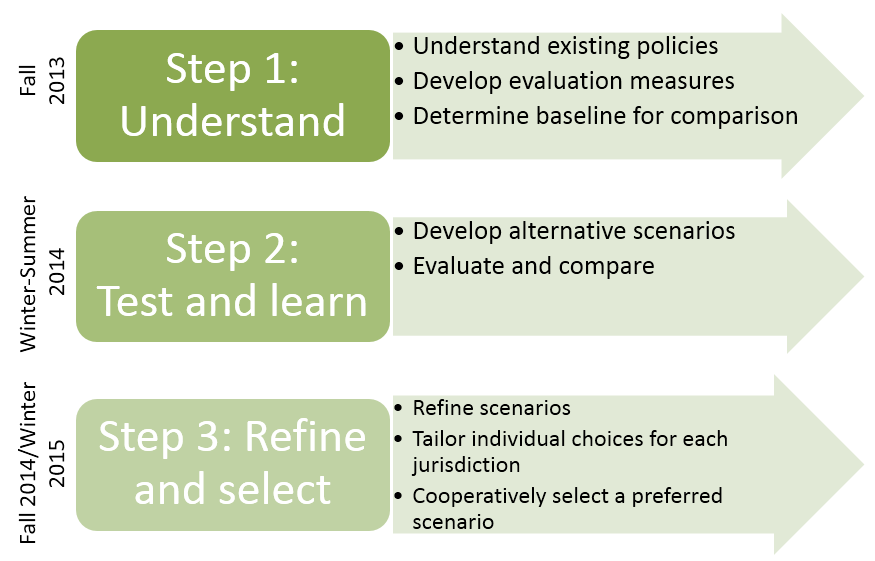 Fall
2013
Step 1:
Understand
• Understand existing policies
• Develop evaluation measures
• Determine baseline for comparison
Winter-Summer
2014
Step 2:
Test and learn
• Develop alternative scenarios
• Evaluate and compare
Fall 2014/Winter
2015
Step 3: Refine
and select
• Refine scenarios
• Tailor individual choices for each
jurisdiction
• Cooperatively select a preferred
scenario